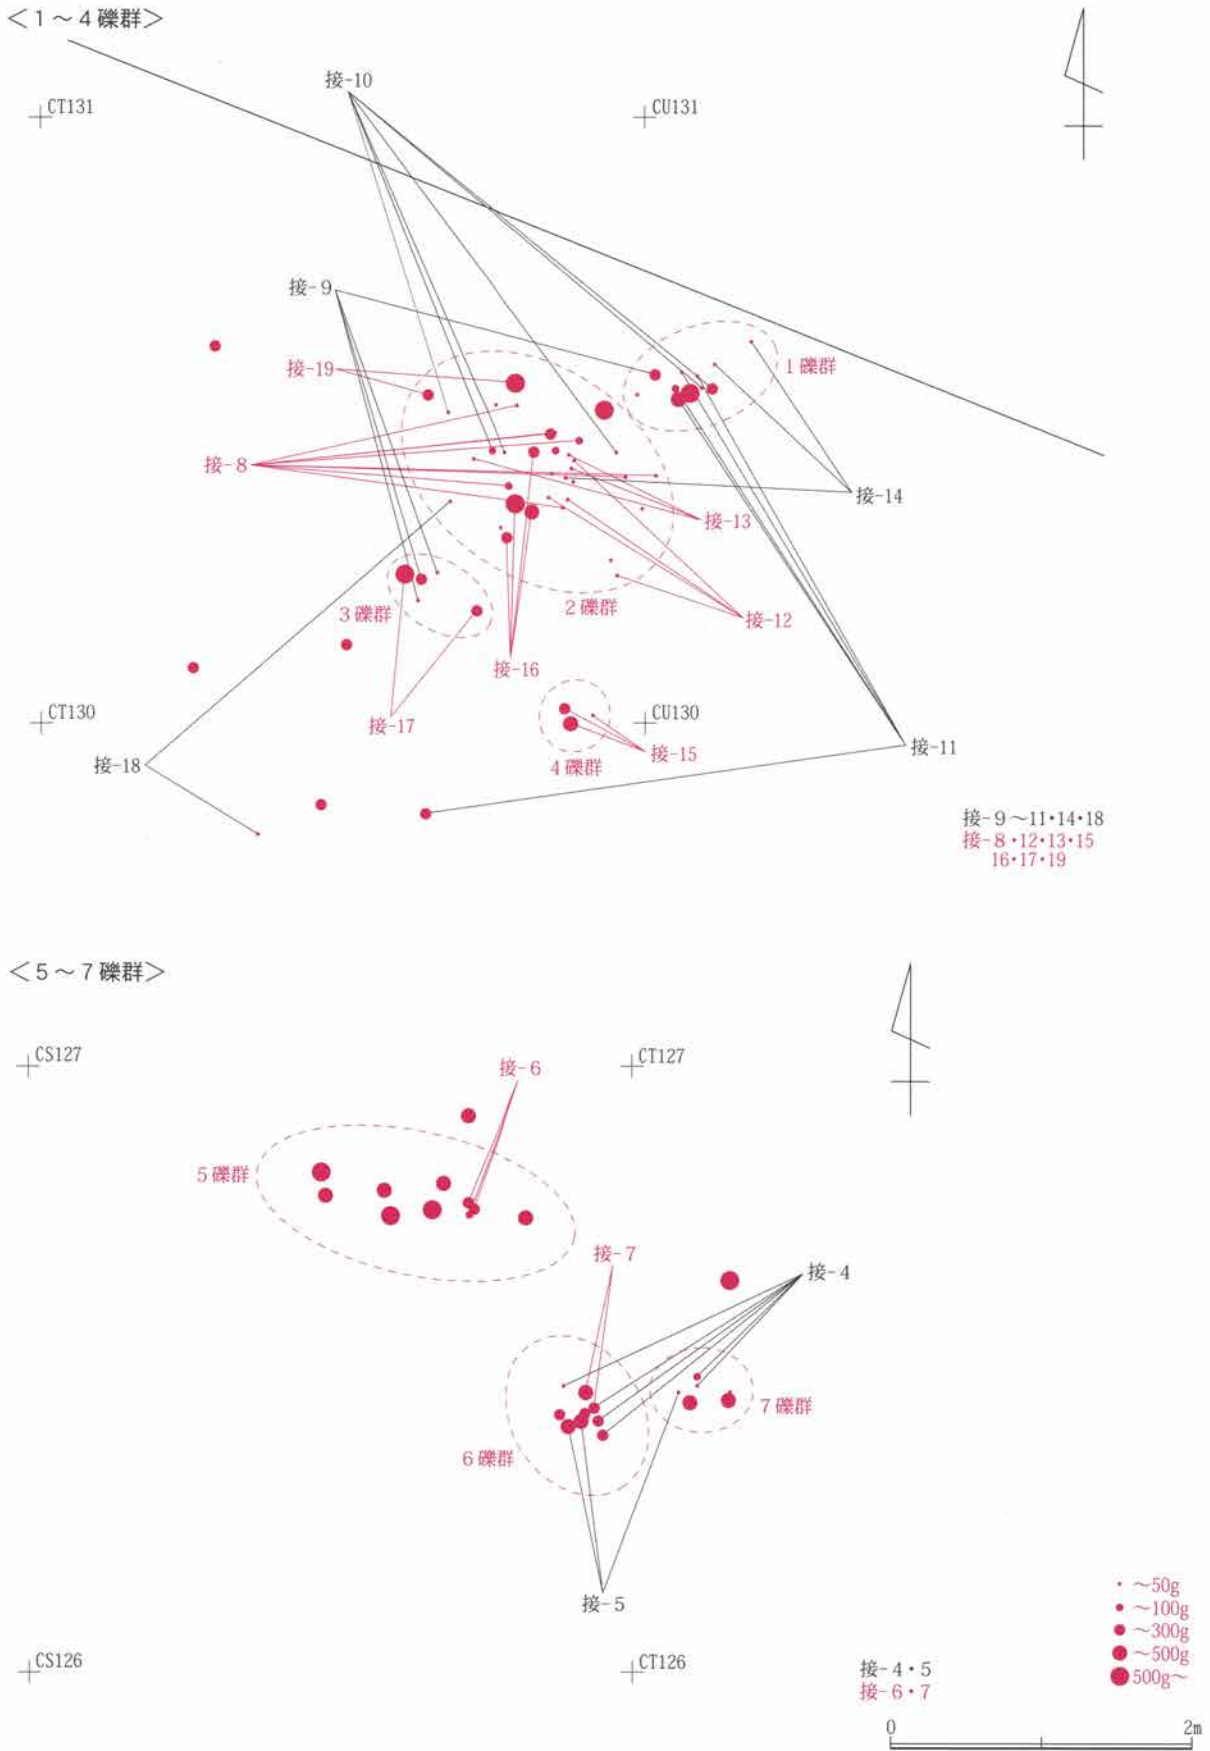 ＜1～4礫群＞
接-10
CT131
CU131
接-9
接-19
1礫群
接-8
接-14
接-13
3礫群
2礫群
接-12
接-16
CT130
接-17
CU130
接-11
接-18
4礫群
接-15
接-9～11・14・18
接-8・12・13・15
16・17・19
＜5～7礫群＞
CS127
CT127
接-6
5礫群
接-7
接-4
7礫群
6礫群
接-5
～50g
～100g
～300g
～500g
500g～
CS126
CT126
接-4・5
接-6・7
0 2m